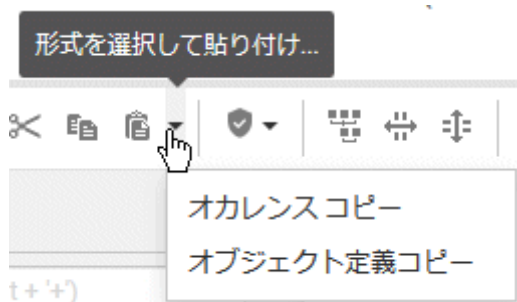 形式を選択して貼り付け...
オカレンス コピー
オブジェクト定義コピー
t + '+')